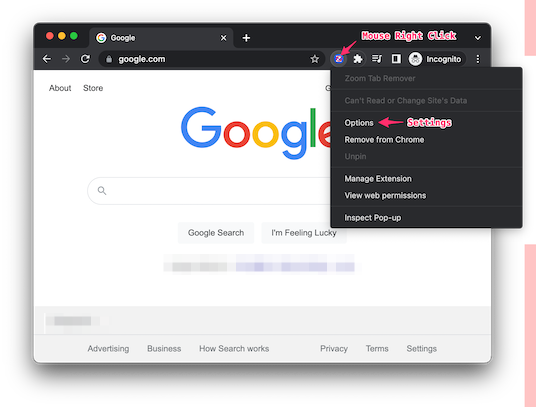 Google
Mouse Right Click
google.com
Incognito
About Store
Google
Zoom Tab Remover
Can't Read or Change Site's Data
Options
Settings
Remove from Chrome
Unpin
Manage Extension
View web permissions
Inspect Pop-up
Google Search I'm Feeling Lucky
Advertising Business How Search works Privacy Terms Settings